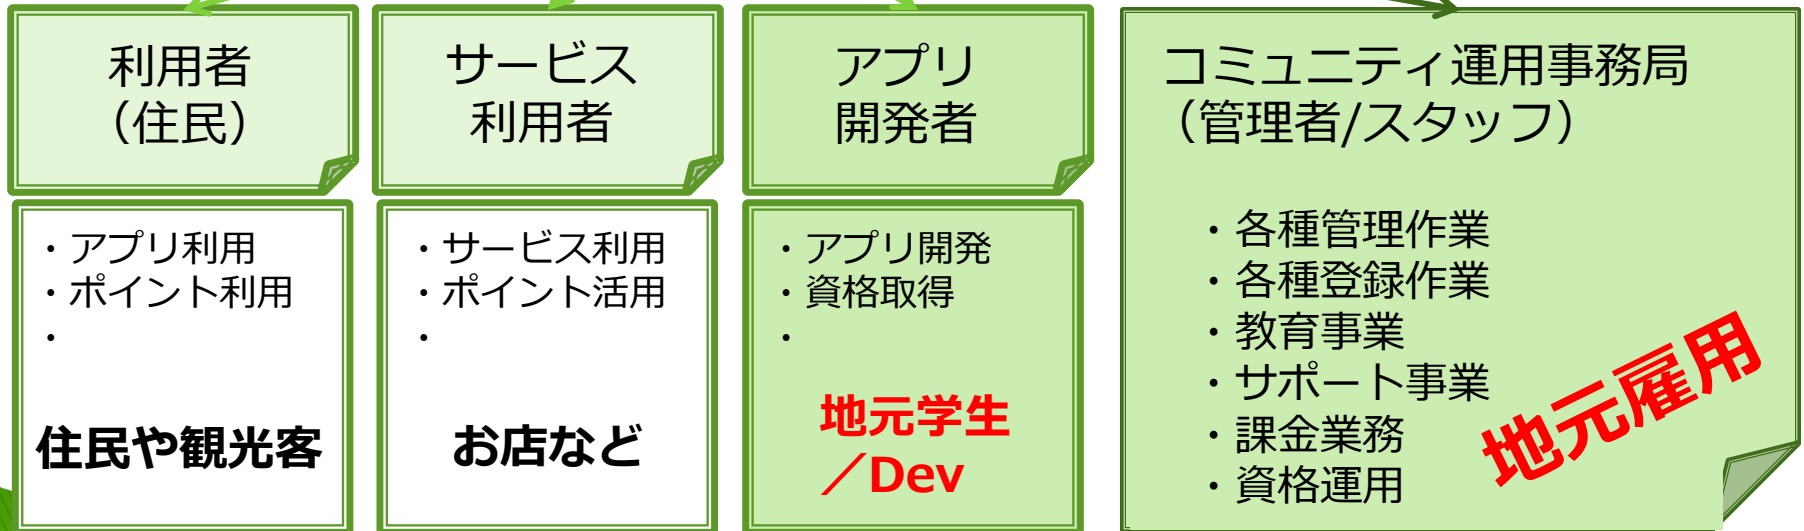 利用者
（住民）
・アプリ利用
・ポイント利用
・
住民や観光客
サービス
利用者
・サービス利用
・ポイント活用
・
お店など
アプリ
開発者
・アプリ開発
・資格取得
・
地元学生
／Dev
コミュニティ運用事務局
（管理者/スタッフ）
・各種管理作業
・各種登録作業
・教育事業
・サポート事業
・課金業務
・資格運用
地元雇用